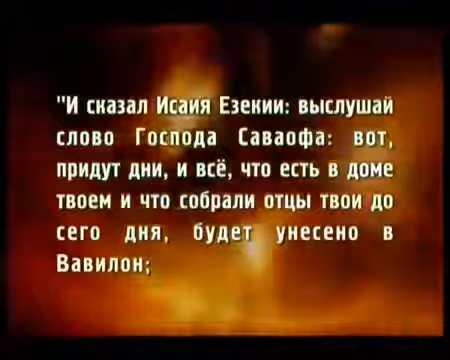 "И сказал Исаия Езекии: выслушай
слово Господа Саваофа: вот,
придут дни, и всё, что есть в доме
твоем и что собрали отцы твои до
сего дня, будет унесено в
Вавилон;